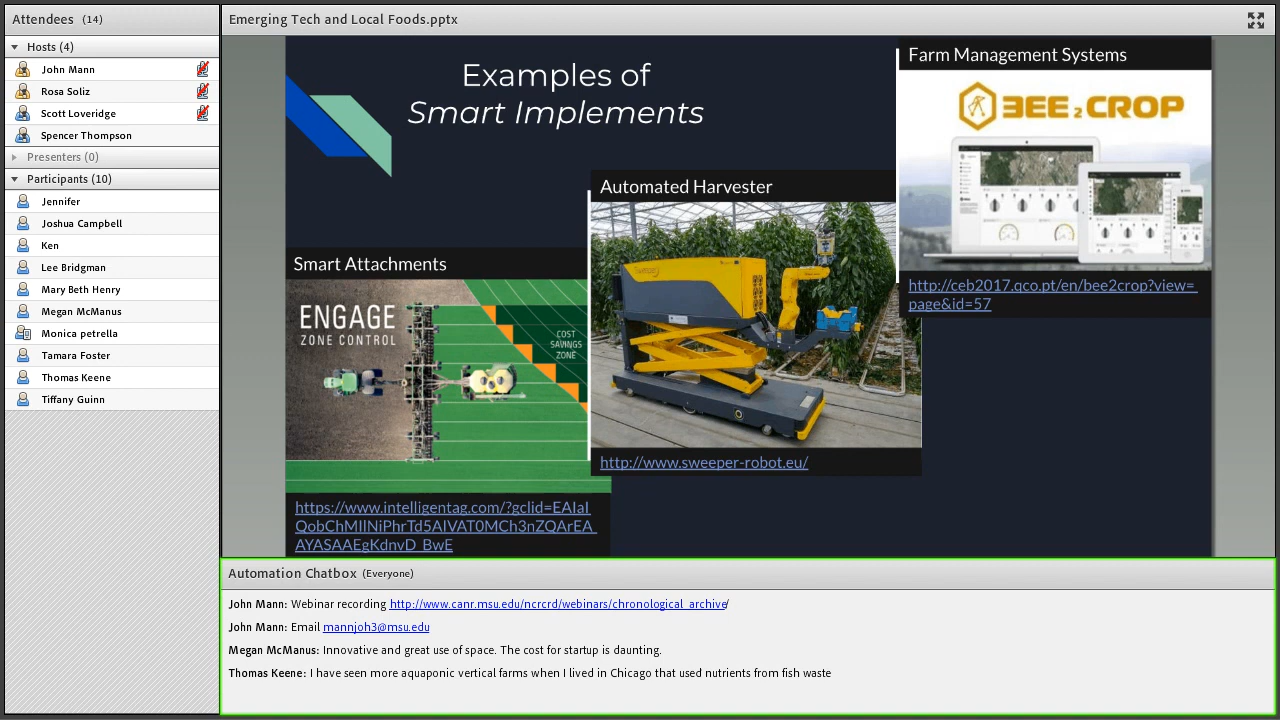 Attendees (14)
Hosts (4)
John Mann
Rosa Soliz
Scott Loveridge
Spencer Thompson
Presenters (0)
Participants (10)
Jennifer
Joshua Campbell
Ken
Lee Bridgman
Mary Beth Henry
Megan McManus
Monica petrella
Tamara Foster
Thomas Keene
Tiffany Guinn
Emerging Tech and Local Foods.pptx
Examples of
Smart Implements
Smart Attachments
ENGAGE
ZONE CONTROL
COST
SAVINGS
ZONE
https://www.intelligentag.com/?gclid=EAIaI
QobChMIlNiPhrTd5AIVAT0MCh3nZQArEA
AYASAAEgKdnvD_BwE
Automated Harvester
Sweeper
http://www.sweeper-robot.eu/
Farm Management Systems
BEE2CROP
http://ceb2017.qco.pt/en/bee2crop?view=
page&id=57
Automation Chatbox (Everyone)
John Mann: Webinar recording http://www.canr.msu.edu/ncrcrd/webinars/chronological_archive/
John Mann: Email mannjoh3@msu.edu
Megan McManus: Innovative and great use of space. The cost for startup is daunting.
Thomas Keene: I have seen more aquaponic vertical farms when I lived in Chicago that used nutrients from fish waste